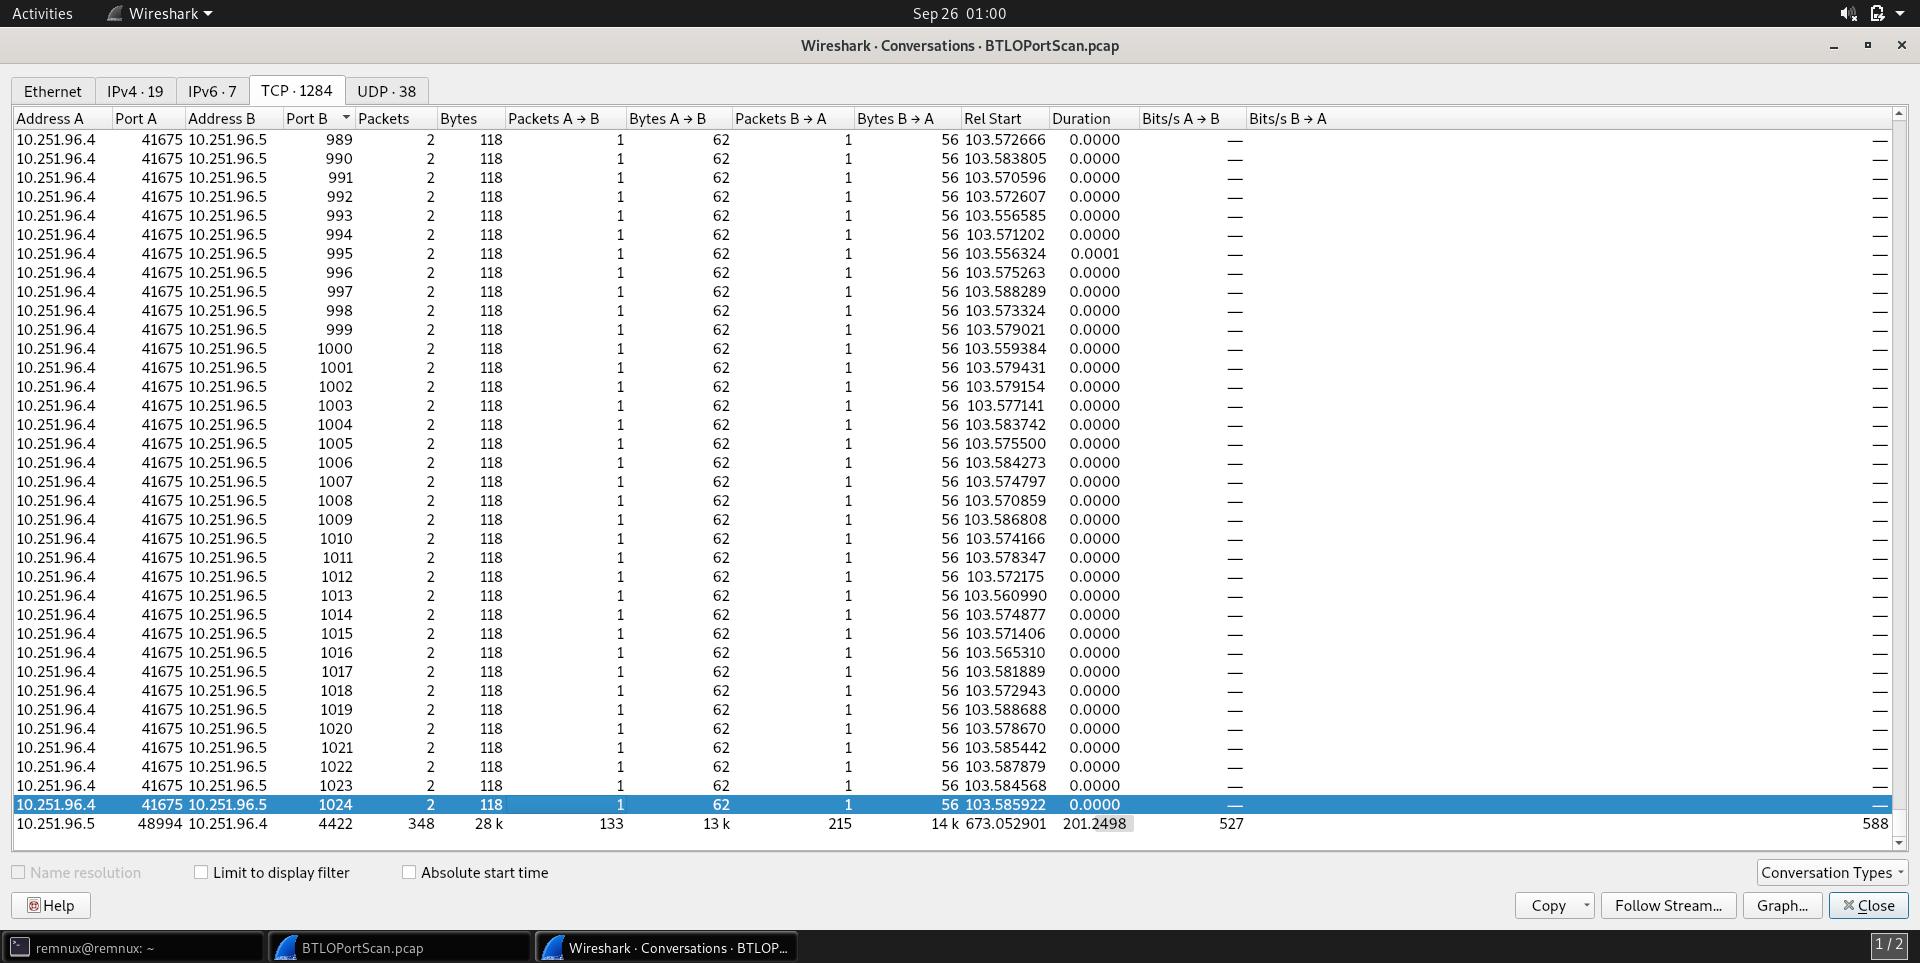 Activities Wireshark Sep 26 01:00
Wireshark · Conversations · BTLOPortScan.pcap
Ethernet IPv4 · 19 IPv6 · 7 TCP · 1284 UDP · 38
Address A Port A Address B Port B Packets Bytes Packets A → B Bytes A → B Packets B → A Bytes B → A Rel Start Duration Bits/s A → B Bits/s B → A
10.251.96.4 41675 10.251.96.5 989 2 118 1 62 1 56 103.572666 0.0000 — —
10.251.96.4 41675 10.251.96.5 990 2 118 1 62 1 56 103.583805 0.0000 — —
10.251.96.4 41675 10.251.96.5 991 2 118 1 62 1 56 103.570596 0.0000 — —
10.251.96.4 41675 10.251.96.5 992 2 118 1 62 1 56 103.572607 0.0000 — —
10.251.96.4 41675 10.251.96.5 993 2 118 1 62 1 56 103.556585 0.0000 — —
10.251.96.4 41675 10.251.96.5 994 2 118 1 62 1 56 103.571202 0.0000 — —
10.251.96.4 41675 10.251.96.5 995 2 118 1 62 1 56 103.556324 0.0001 — —
10.251.96.4 41675 10.251.96.5 996 2 118 1 62 1 56 103.575263 0.0000 — —
10.251.96.4 41675 10.251.96.5 997 2 118 1 62 1 56 103.588289 0.0000 — —
10.251.96.4 41675 10.251.96.5 998 2 118 1 62 1 56 103.573324 0.0000 — —
10.251.96.4 41675 10.251.96.5 999 2 118 1 62 1 56 103.579021 0.0000 — —
10.251.96.4 41675 10.251.96.5 1000 2 118 1 62 1 56 103.559384 0.0000 — —
10.251.96.4 41675 10.251.96.5 1001 2 118 1 62 1 56 103.579431 0.0000 — —
10.251.96.4 41675 10.251.96.5 1002 2 118 1 62 1 56 103.579154 0.0000 — —
10.251.96.4 41675 10.251.96.5 1003 2 118 1 62 1 56 103.577141 0.0000 — —
10.251.96.4 41675 10.251.96.5 1004 2 118 1 62 1 56 103.583742 0.0000 — —
10.251.96.4 41675 10.251.96.5 1005 2 118 1 62 1 56 103.575500 0.0000 — —
10.251.96.4 41675 10.251.96.5 1006 2 118 1 62 1 56 103.584273 0.0000 — —
10.251.96.4 41675 10.251.96.5 1007 2 118 1 62 1 56 103.574797 0.0000 — —
10.251.96.4 41675 10.251.96.5 1008 2 118 1 62 1 56 103.570859 0.0000 — —
10.251.96.4 41675 10.251.96.5 1009 2 118 1 62 1 56 103.586808 0.0000 — —
10.251.96.4 41675 10.251.96.5 1010 2 118 1 62 1 56 103.574166 0.0000 — —
10.251.96.4 41675 10.251.96.5 1011 2 118 1 62 1 56 103.578347 0.0000 — —
10.251.96.4 41675 10.251.96.5 1012 2 118 1 62 1 56 103.572175 0.0000 — —
10.251.96.4 41675 10.251.96.5 1013 2 118 1 62 1 56 103.560990 0.0000 — —
10.251.96.4 41675 10.251.96.5 1014 2 118 1 62 1 56 103.574877 0.0000 — —
10.251.96.4 41675 10.251.96.5 1015 2 118 1 62 1 56 103.571406 0.0000 — —
10.251.96.4 41675 10.251.96.5 1016 2 118 1 62 1 56 103.565310 0.0000 — —
10.251.96.4 41675 10.251.96.5 1017 2 118 1 62 1 56 103.581889 0.0000 — —
10.251.96.4 41675 10.251.96.5 1018 2 118 1 62 1 56 103.572943 0.0000 — —
10.251.96.4 41675 10.251.96.5 1019 2 118 1 62 1 56 103.588688 0.0000 — —
10.251.96.4 41675 10.251.96.5 1020 2 118 1 62 1 56 103.578670 0.0000 — —
10.251.96.4 41675 10.251.96.5 1021 2 118 1 62 1 56 103.585442 0.0000 — —
10.251.96.4 41675 10.251.96.5 1022 2 118 1 62 1 56 103.587879 0.0000 — —
10.251.96.4 41675 10.251.96.5 1023 2 118 1 62 1 56 103.584568 0.0000 — —
10.251.96.4 41675 10.251.96.5 1024 2 118 1 62 1 56 103.585922 0.0000 — —
10.251.96.5 48994 10.251.96.4 4422 348 28 k 133 13 k 215 14 k 673.052901 201.2498 527 588
Name resolution Limit to display filter Absolute start time Conversation Types
Help Copy Follow Stream... Graph... Close
remnux@remnux: ~ BTLOPortScan.pcap Wireshark · Conversations · BTLOP... 1 / 2